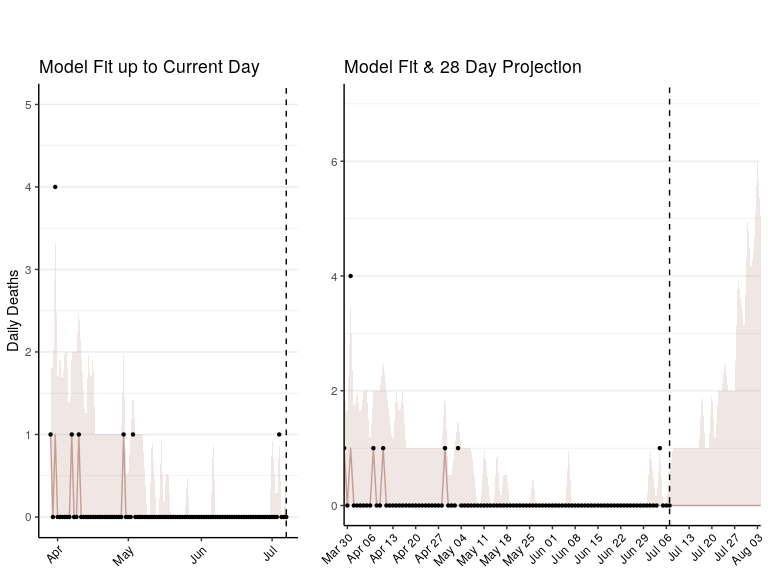 Model Fit up to Current Day
Model Fit & 28 Day Projection
Daily Deaths
5
4
3
2
1
0
Apr
May
Jun
Jul
6
4
2
0
Mar 30
Apr 06
Apr 13
Apr 20
Apr 27
May 04
May 11
May 18
May 25
Jun 01
Jun 08
Jun 15
Jun 22
Jun 29
Jul 06
Jul 13
Jul 20
Jul 27
Aug 03